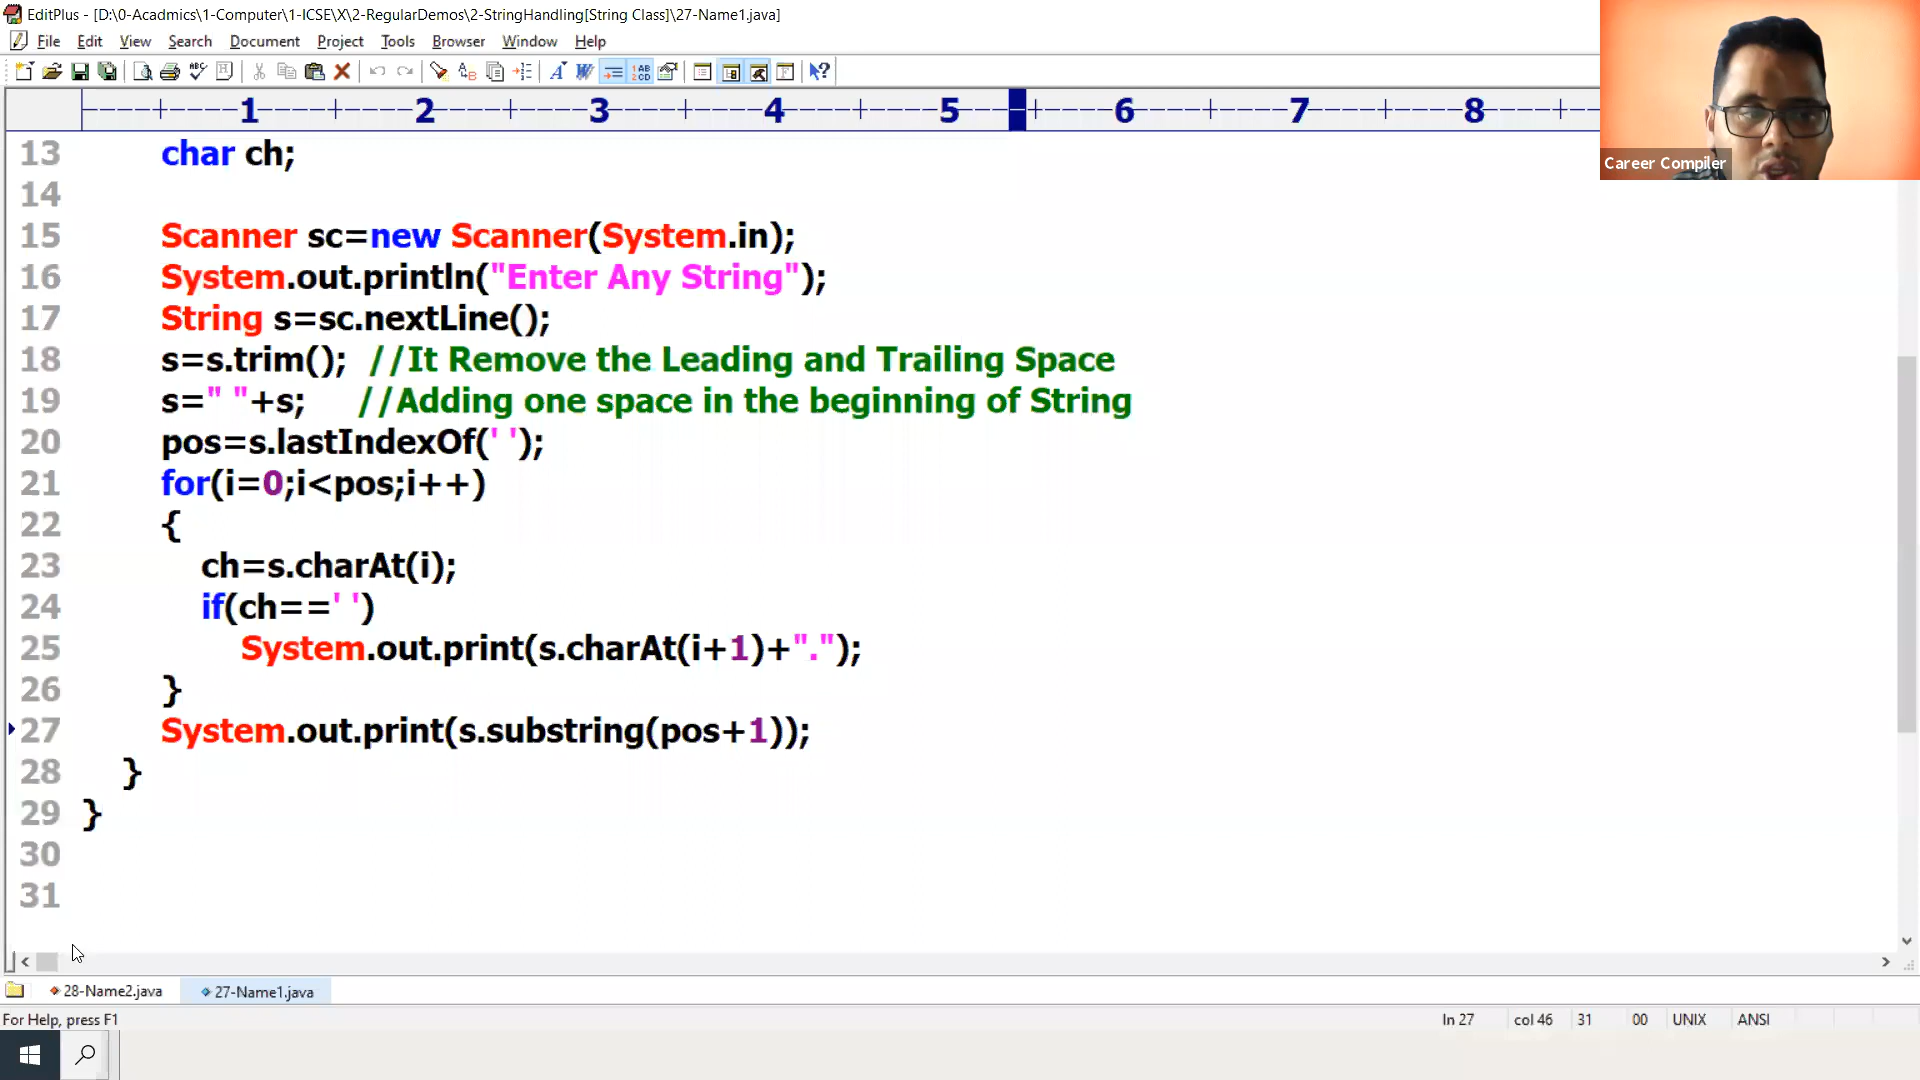 EditPlus - [D:\0-Acadmics\1-Computer\1-ICSE\X\2-RegularDemos\2-StringHandling[String Class]\27-Name1.java]
File Edit View Search Document Project Tools Browser Window Help
1 2 3 4 5 6 7 8
Career Compiler
13 char ch;
14
15 Scanner sc=new Scanner(System.in);
16 System.out.println("Enter Any String");
17 String s=sc.nextLine();
18 s=s.trim(); //It Remove the Leading and Trailing Space
19 s=" "+s; //Adding one space in the beginning of String
20 pos=s.lastIndexOf(' ');
21 for(i=0;i<pos;i++)
22 {
23 ch=s.charAt(i);
24 if(ch==' ')
25 System.out.print(s.charAt(i+1)+".");
26 }
27 System.out.print(s.substring(pos+1));
28 }
29 }
30
31
28-Name2.java 27-Name1.java
For Help, press F1 ln 27 col 46 31 00 UNIX ANSI